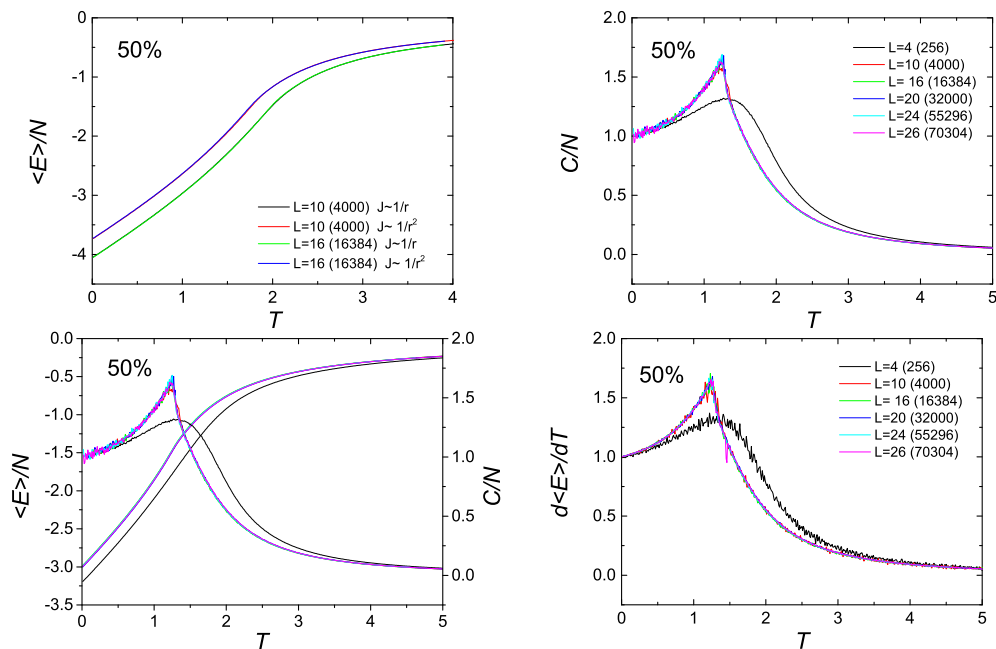 50%
0
-1
-2
-3
-4
0 1 2 3 4
<E>/N
T
L=10 (4000) J~1/r
L=10 (4000) J~ 1/r²
L=16 (16384) J~1/r
L=16 (16384) J~ 1/r²
50%
2.0
1.5
1.0
0.5
0.0
0 1 2 3 4 5
C/N
T
L=4 (256)
L=10 (4000)
L= 16 (16384)
L=20 (32000)
L=24 (55296)
L=26 (70304)
50%
0.0
-0.5
-1.0
-1.5
-2.0
-2.5
-3.0
-3.5
0 1 2 3 4 5
<E>/N
T
2.0
1.5
1.0
0.5
0.0
C/N
50%
2.0
1.5
1.0
0.5
0.0
0 1 2 3 4 5
d<E>/dT
T
L=4 (256)
L=10 (4000)
L= 16 (16384)
L=20 (32000)
L=24 (55296)
L=26 (70304)